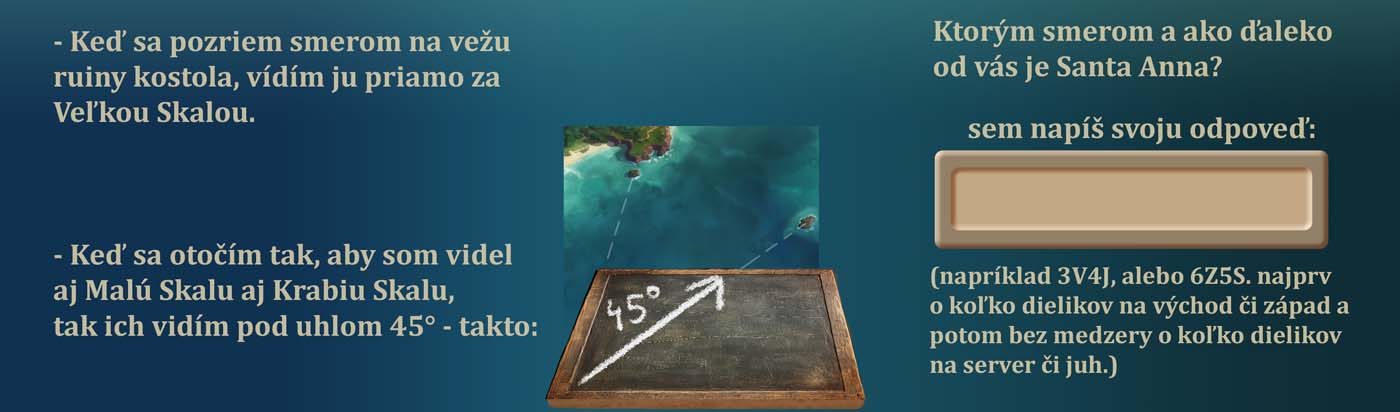 - Keď sa pozriem smerom na vežu
ruiny kostola, vídím ju priamo za
Veľkou Skalou.
- Keď sa otočím tak, aby som videl
aj Malú Skalu aj Krabiu Skalu,
tak ich vidím pod uhlom 45° - takto:
45°
Ktorým smerom a ako ďaleko
od vás je Santa Anna?
sem napíš svoju odpoveď:
(napríklad 3V4J, alebo 6Z5S. najprv
o koľko dielikov na východ či západ a
potom bez medzery o koľko dielikov
na server či juh.)